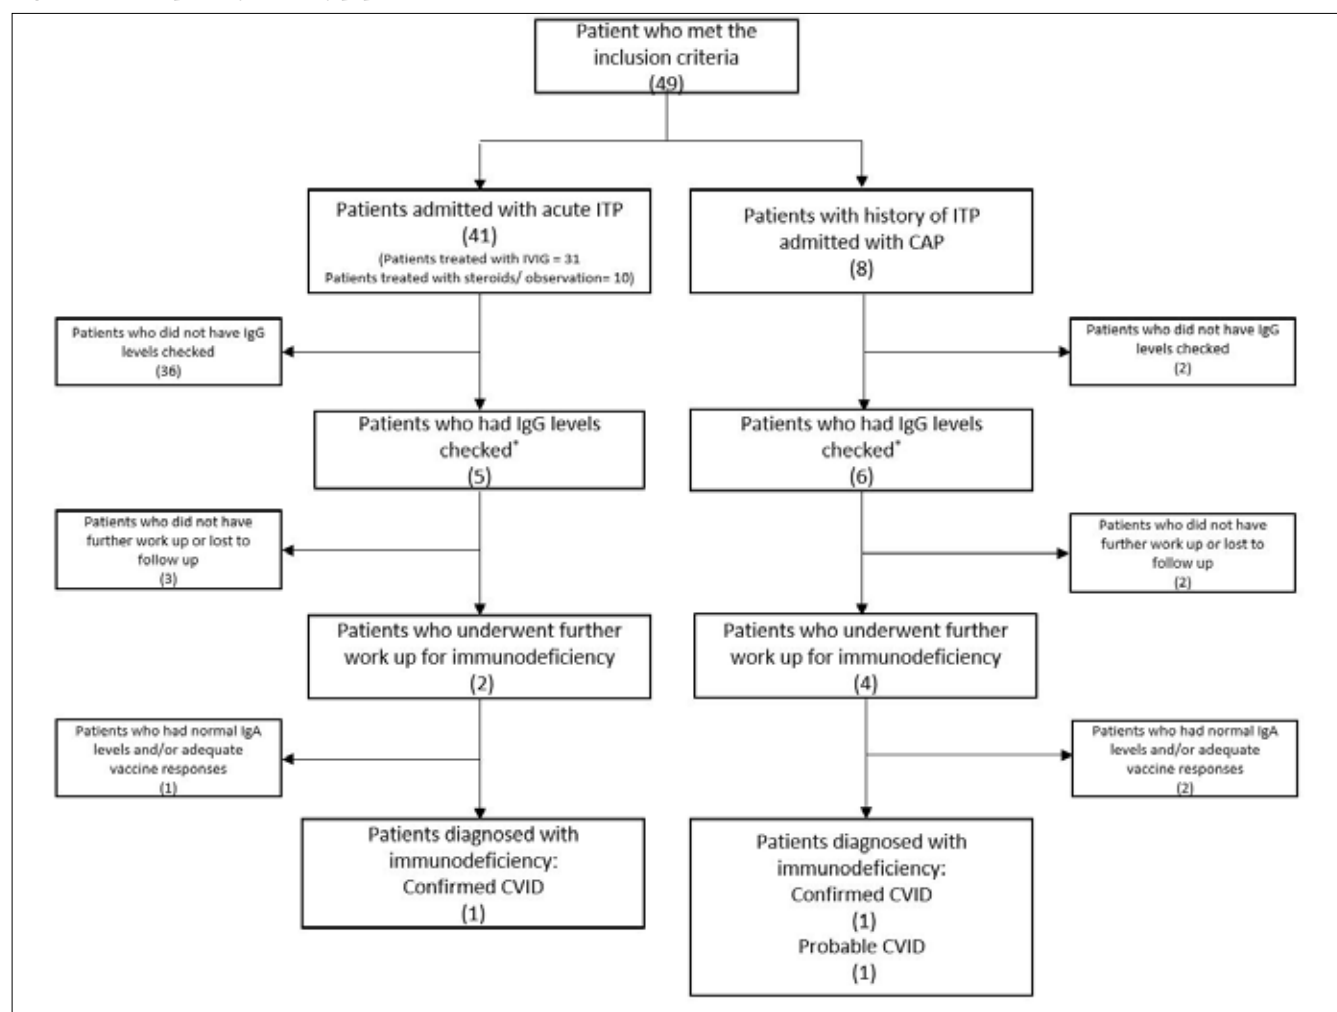 Patient who met the
inclusion criteria
(49)
Patients admitted with acute ITP
(41)
(Patients treated with IVIG = 31
Patients treated with steroids/ observation= 10)
Patients with history of ITP
admitted with CAP
(8)
Patients who did not have IgG
levels checked
(36)
Patients who did not have IgG
levels checked
(2)
Patients who had IgG levels
checked*
(5)
Patients who had IgG levels
checked*
(6)
Patients who did not have
further work up or lost to
follow up
(3)
Patients who did not have
further work up or lost to
follow up
(2)
Patients who underwent further
work up for immunodeficiency
(2)
Patients who underwent further
work up for immunodeficiency
(4)
Patients who had normal IgA
levels and/or adequate
vaccine responses
(1)
Patients who had normal IgA
levels and/or adequate
vaccine responses
(2)
Patients diagnosed with
immunodeficiency:
Confirmed CVID
(1)
Patients diagnosed with
immunodeficiency:
Confirmed CVID
(1)
Probable CVID
(1)